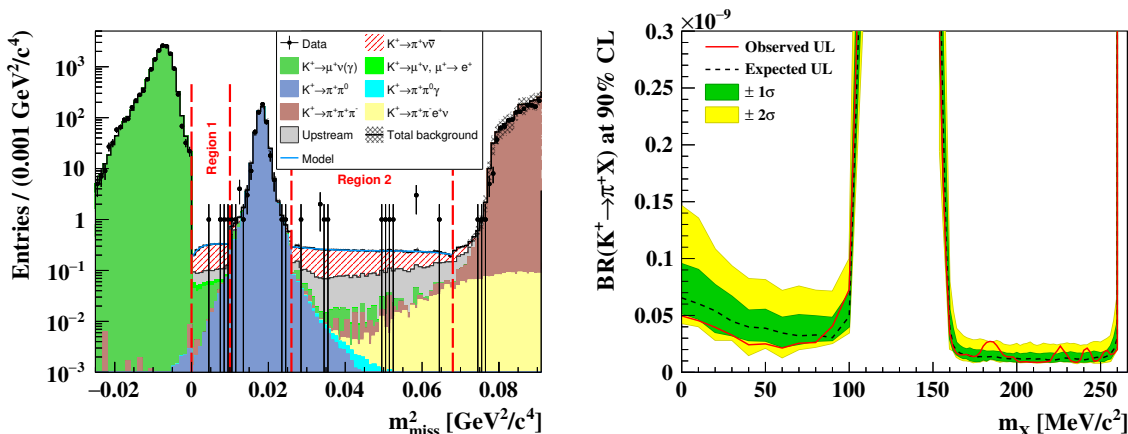 Entries / (0.001 GeV²/c⁴)
10³
10²
10
1
10⁻¹
10⁻²
10⁻³
Data
K⁺→π⁺νν̄
K⁺→μ⁺ν(γ)
K⁺→μ⁺ν, μ⁺→ e⁺
K⁺→π⁺π⁰
K⁺→π⁺π⁰γ
K⁺→π⁺π⁺π⁻
K⁺→π⁺π⁻e⁺ν
Upstream
Total background
Model
Region 1
Region 2
−0.02 0 0.02 0.04 0.06 0.08
m²miss [GeV²/c⁴]
×10⁻⁹
BR(K⁺→π⁺X) at 90% CL
0.3
0.25
0.2
0.15
0.1
0.05
0
Observed UL
Expected UL
± 1σ
± 2σ
0 50 100 150 200 250
m_X [MeV/c²]